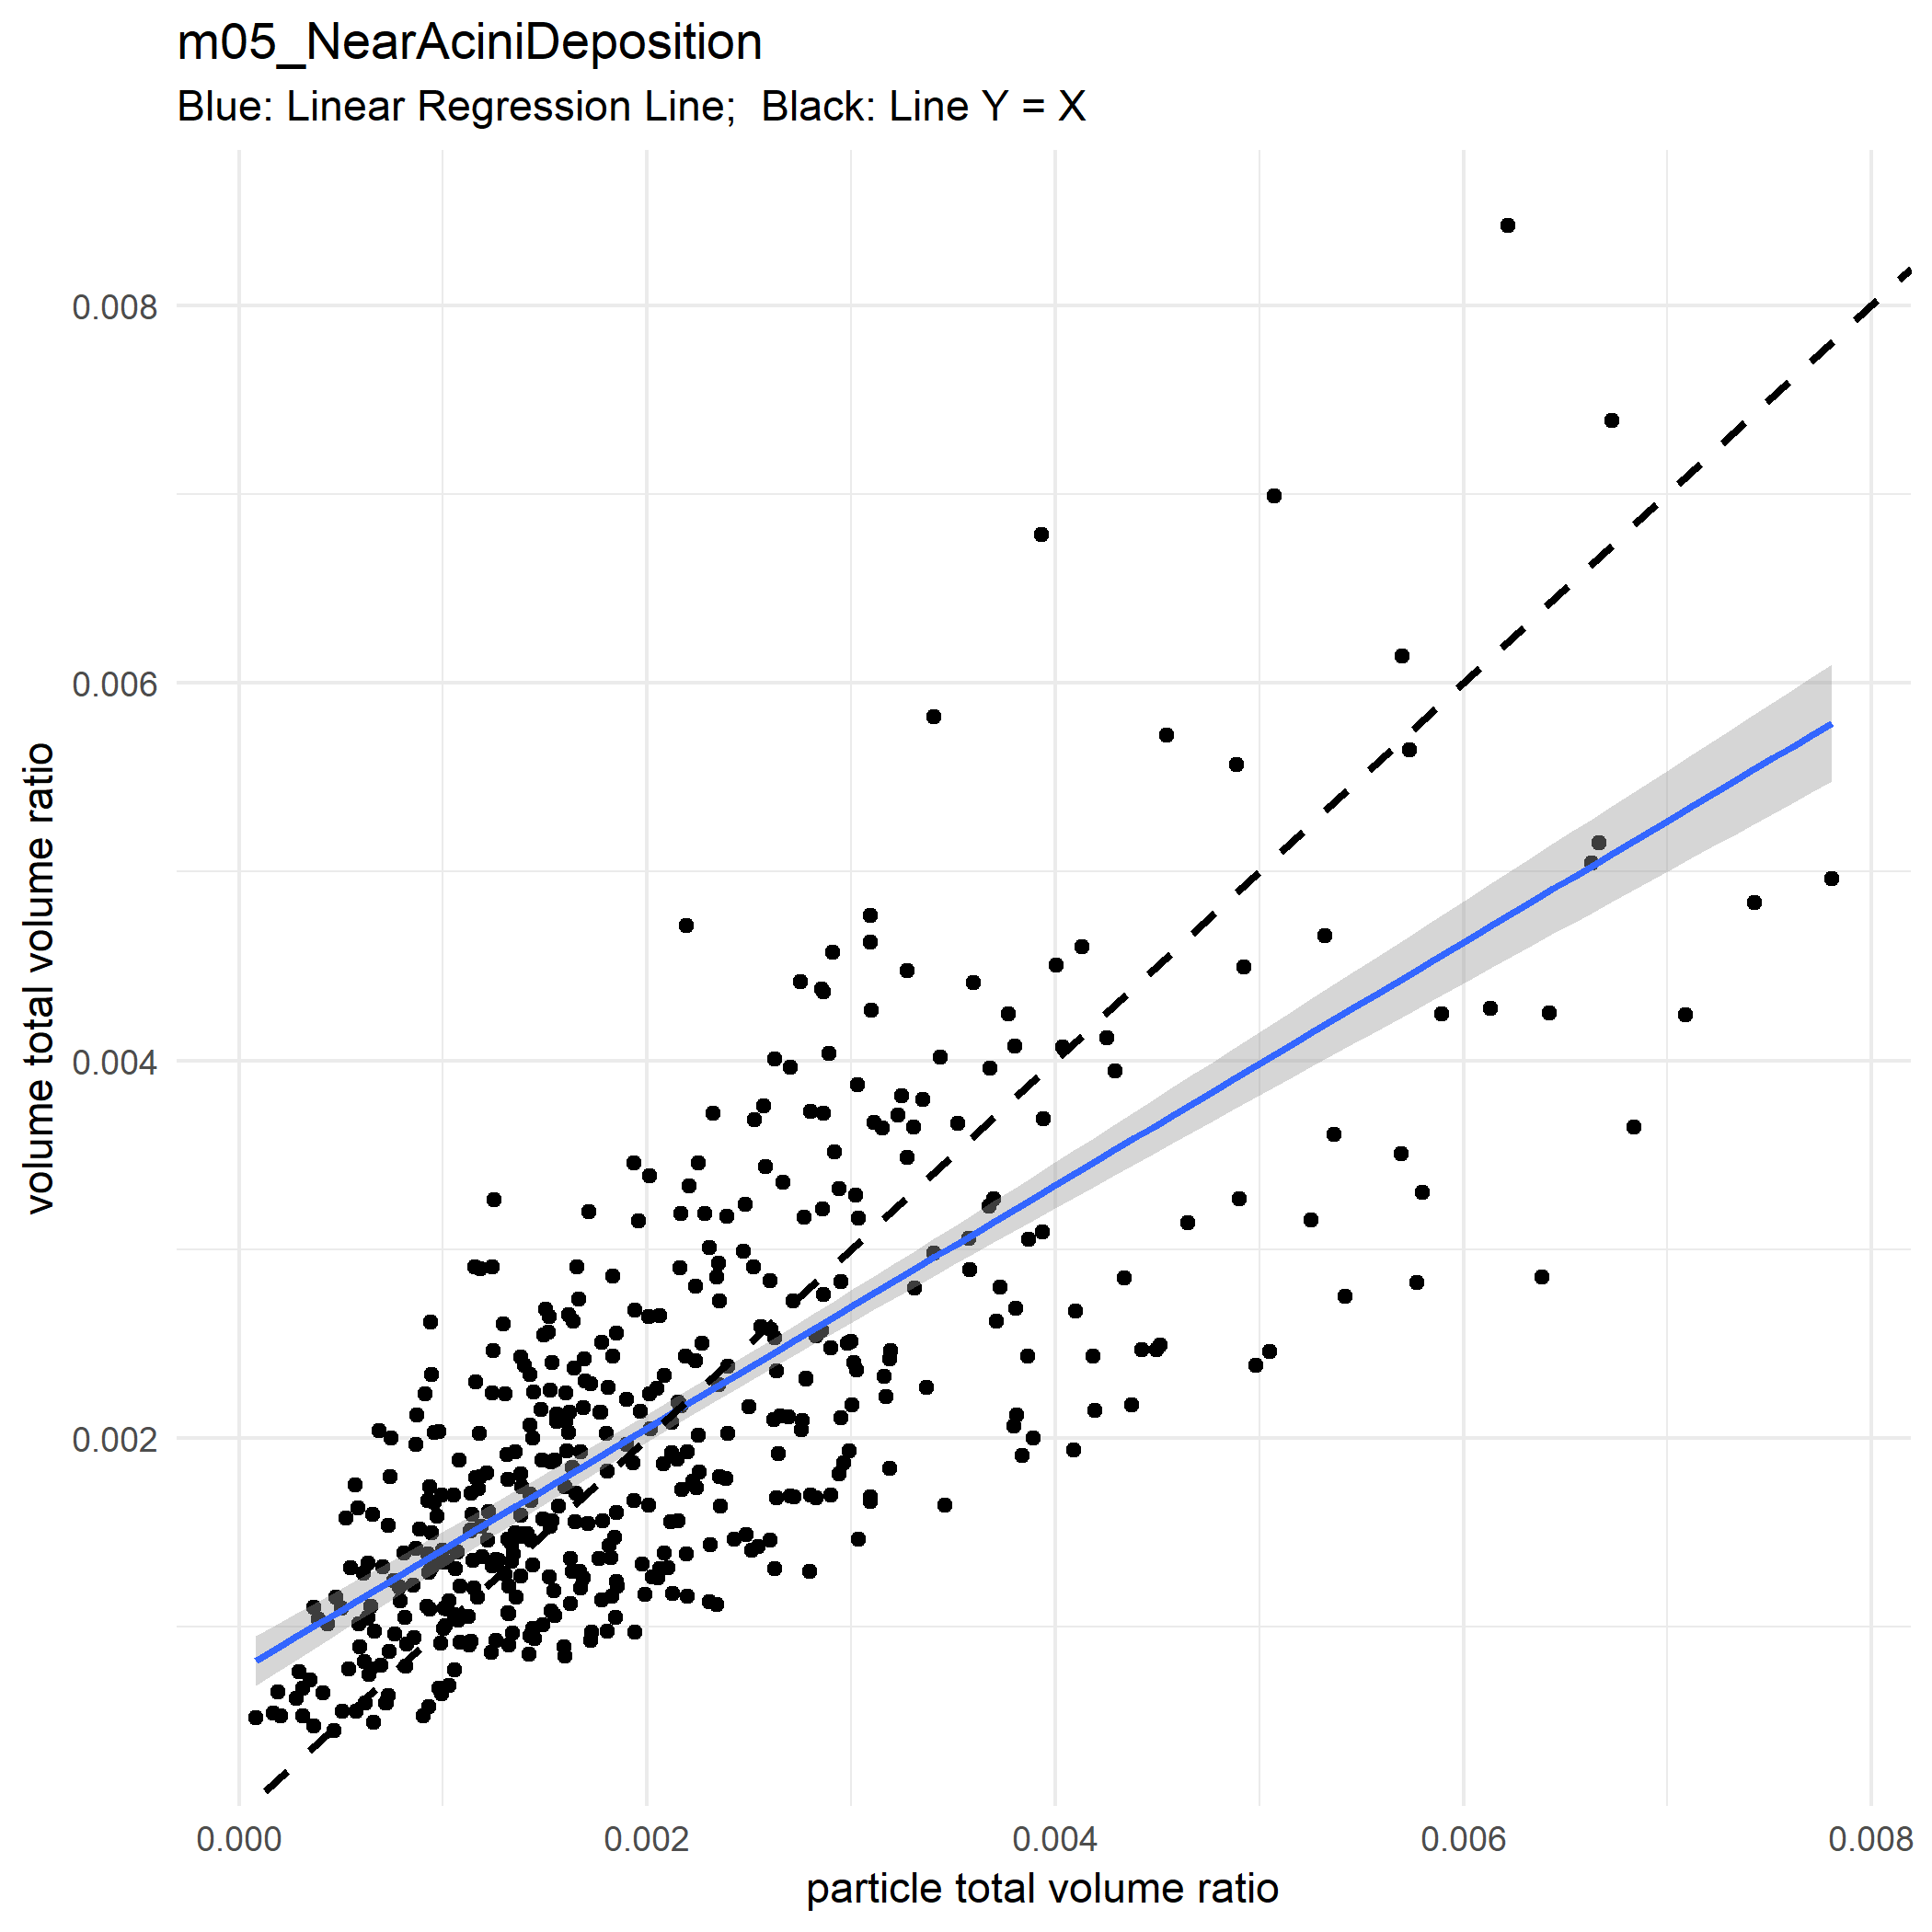 m05_NearAciniDeposition
Blue: Linear Regression Line;  Black: Line Y = X
0.008
0.006
0.004
0.002
volume total volume ratio
0.000 0.002 0.004 0.006 0.008
particle total volume ratio